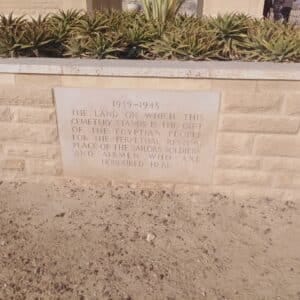 1939-1945
THE LAND ON WHICH THIS
CEMETERY STANDS IS THE GIFT
OF THE EGYPTIAN PEOPLE
FOR THE PERPETUAL RESTING
PLACE OF THE SAILORS SOLDIERS
AND AIRMEN WHO ARE
HONOURED HERE